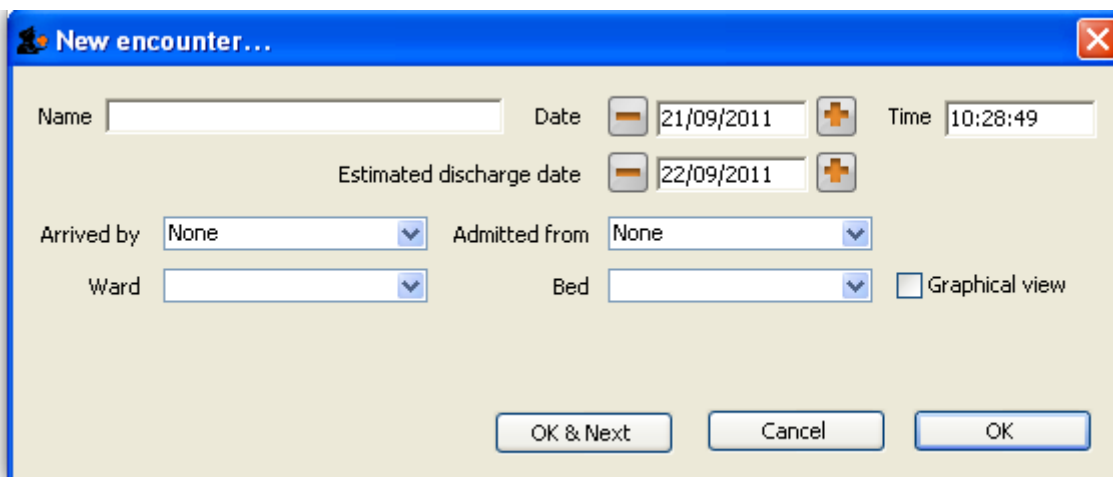 New encounter...
Name Date 21/09/2011 Time 10:28:49
Estimated discharge date 22/09/2011
Arrived by None Admitted from None
Ward Bed Graphical view
OK & Next Cancel OK